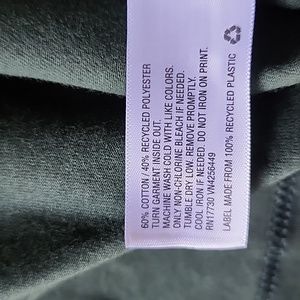 60% COTTON / 40% RECYCLED POLYESTER
TURN GARMENT INSIDE OUT.
MACHINE WASH COLD WITH LIKE COLORS.
ONLY NON-CHLORINE BLEACH IF NEEDED.
TUMBLE DRY LOW. REMOVE PROMPTLY.
COOL IRON IF NEEDED. DO NOT IRON ON PRINT.
RN17730 VN4256449
LABEL MADE FROM 100% RECYCLED PLASTIC